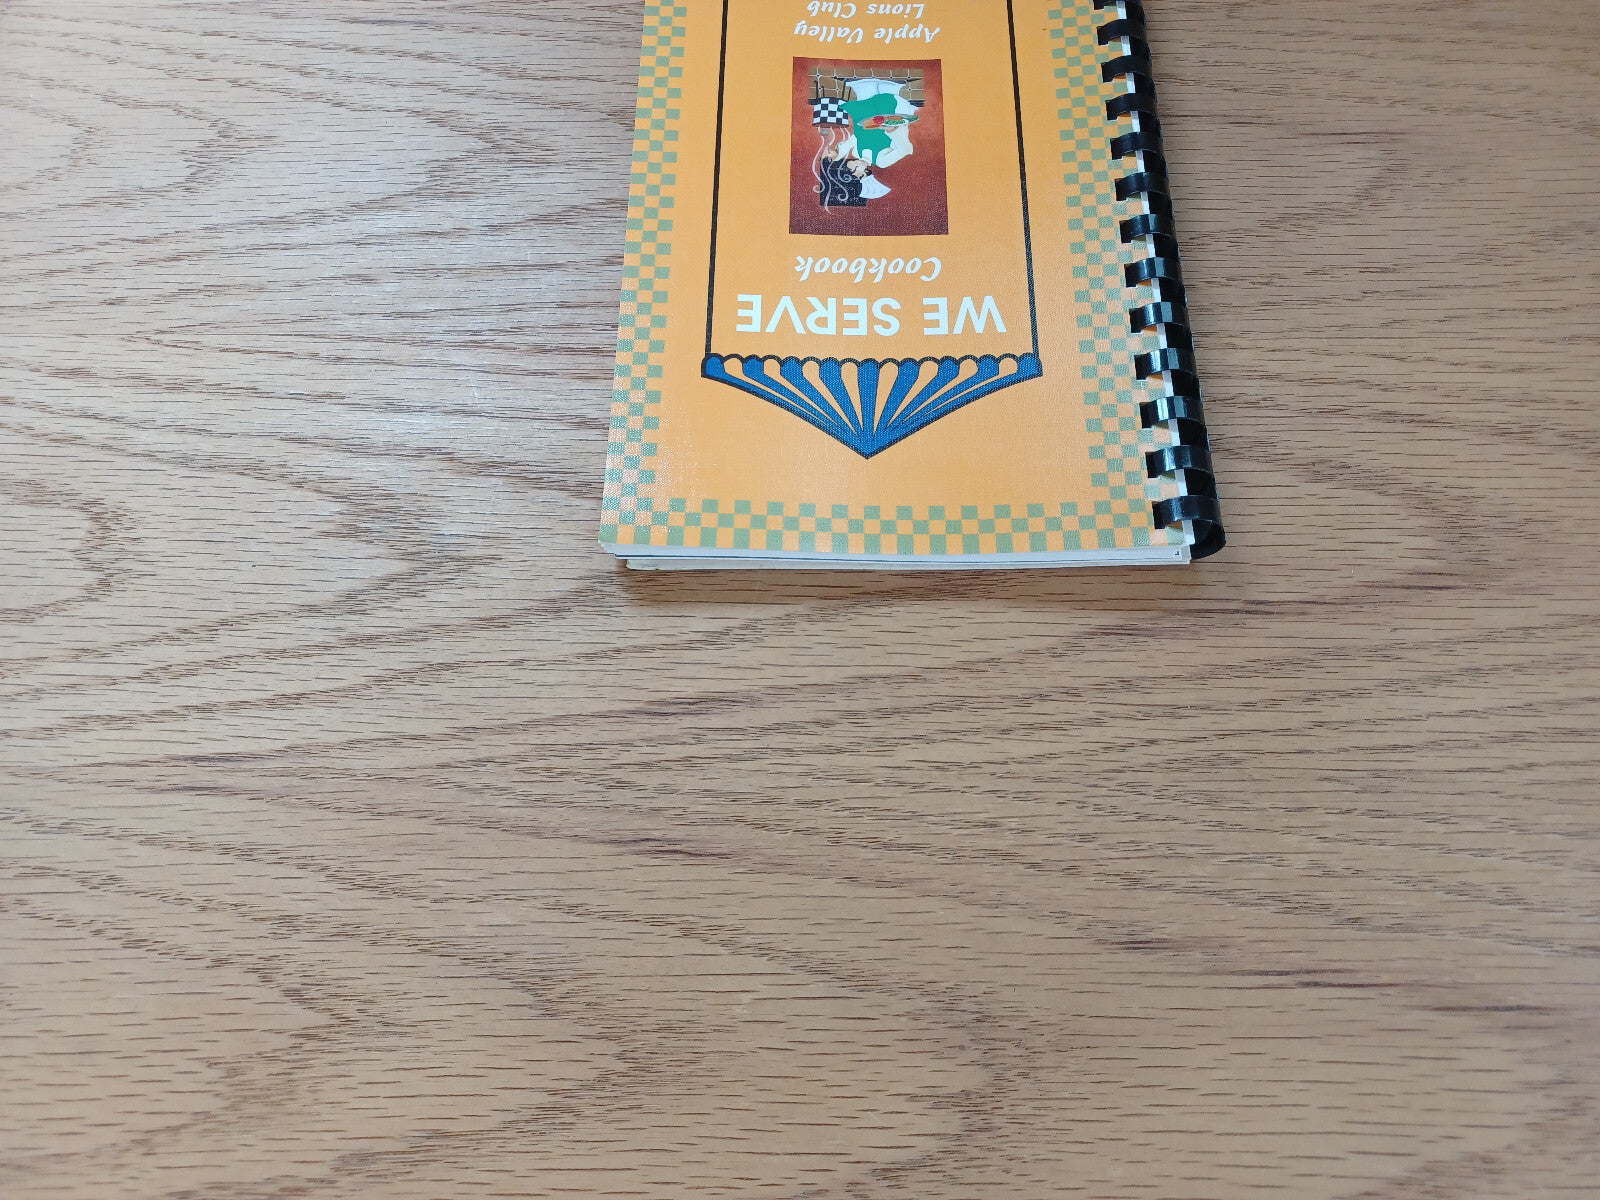 WE SERVE
Cookbook
Apple Valley
Lions Club